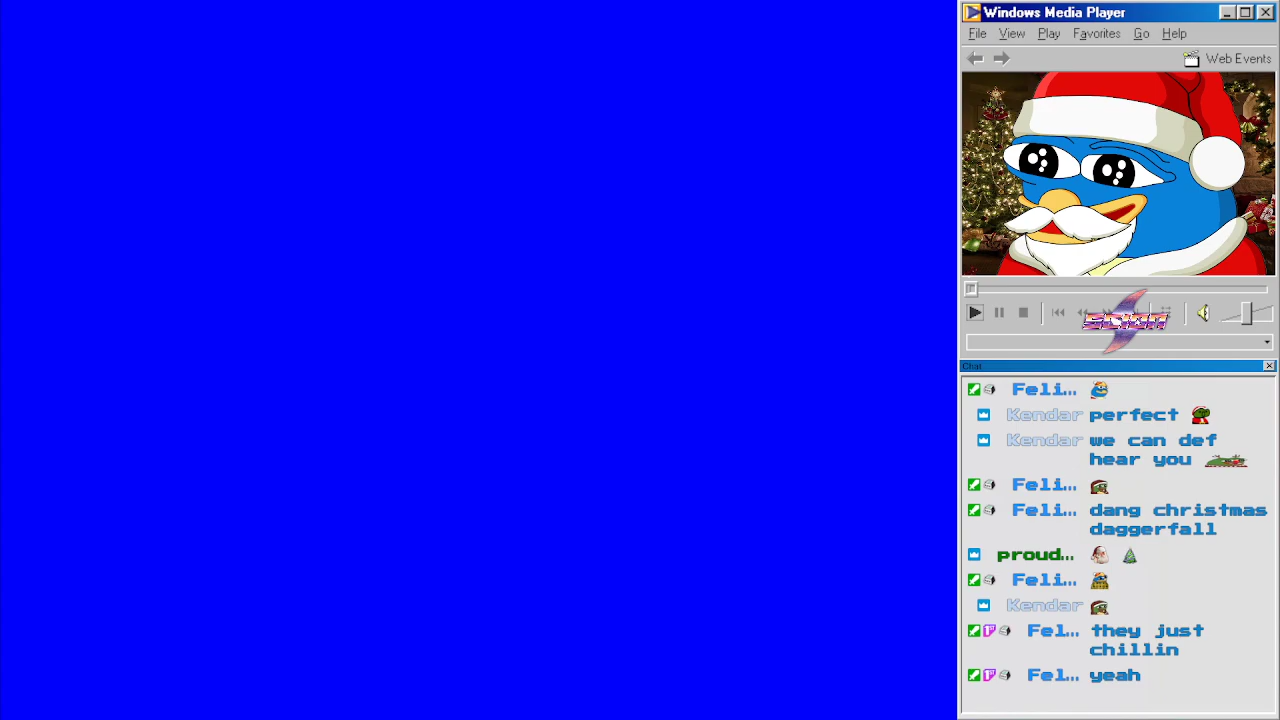 Windows Media Player
File View Play Favorites Go Help
Web Events
Chat
Feli...
Kendar perfect
Kendar we can def
hear you
Feli...
Feli... dang christmas
daggerfall
proud...
Feli...
Kendar
Fel... they just
chillin
Fel... yeah